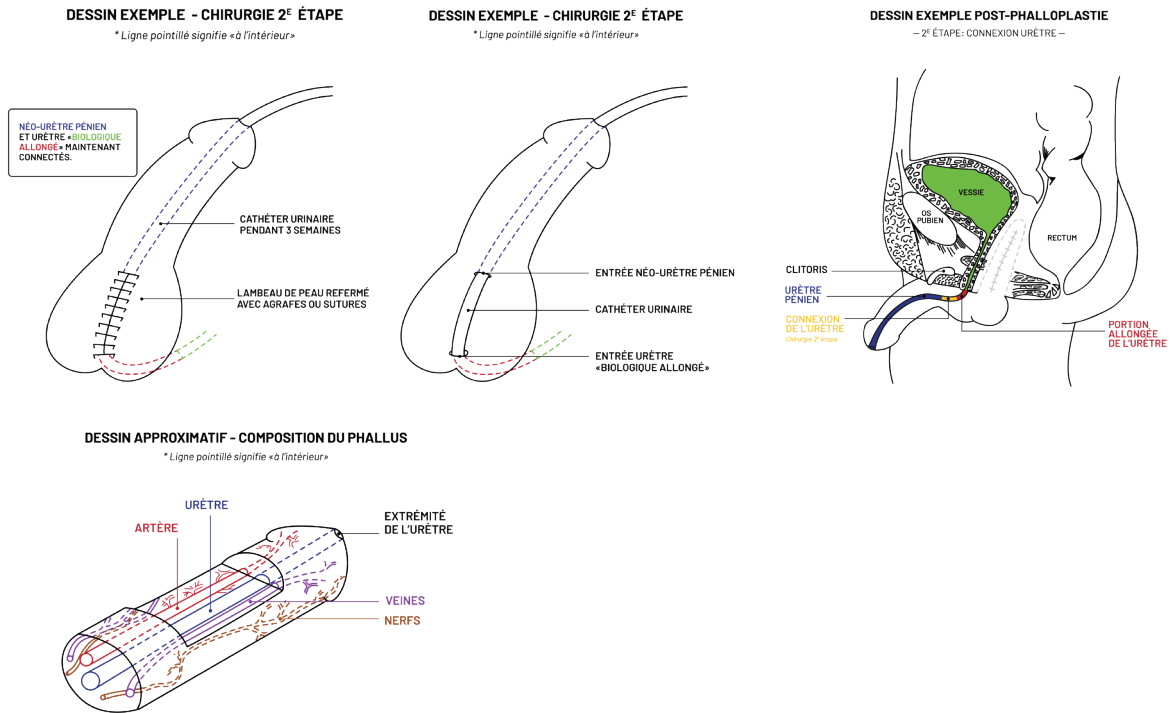 DESSIN EXEMPLE - CHIRURGIE 2E ÉTAPE
* Ligne pointillé signifie «à l'intérieur»
NÉO-URÈTRE PÉNIEN
ET URÈTRE «BIOLOGIQUE
ALLONGÉ» MAINTENANT
CONNECTÉS.
CATHÉTER URINAIRE
PENDANT 3 SEMAINES
LAMBEAU DE PEAU REFERMÉ
AVEC AGRAFES OU SUTURES
DESSIN EXEMPLE - CHIRURGIE 2E ÉTAPE
* Ligne pointillé signifie «à l'intérieur»
ENTRÉE NÉO-URÈTRE PÉNIEN
CATHÉTER URINAIRE
ENTRÉE URÈTRE
«BIOLOGIQUE ALLONGÉ»
DESSIN EXEMPLE POST-PHALLOPLASTIE
— 2E ÉTAPE: CONNEXION URÈTRE —
VESSIE
OS
PUBIEN
RECTUM
CLITORIS
URÈTRE
PÉNIEN
CONNEXION
DE L'URÈTRE
Chirurgie 2e étape
PORTION
ALLONGÉE
DE L'URÈTRE
DESSIN APPROXIMATIF - COMPOSITION DU PHALLUS
* Ligne pointillé signifie «à l'intérieur»
URÈTRE
ARTÈRE
EXTRÉMITÉ
DE L'URÈTRE
VEINES
NERFS